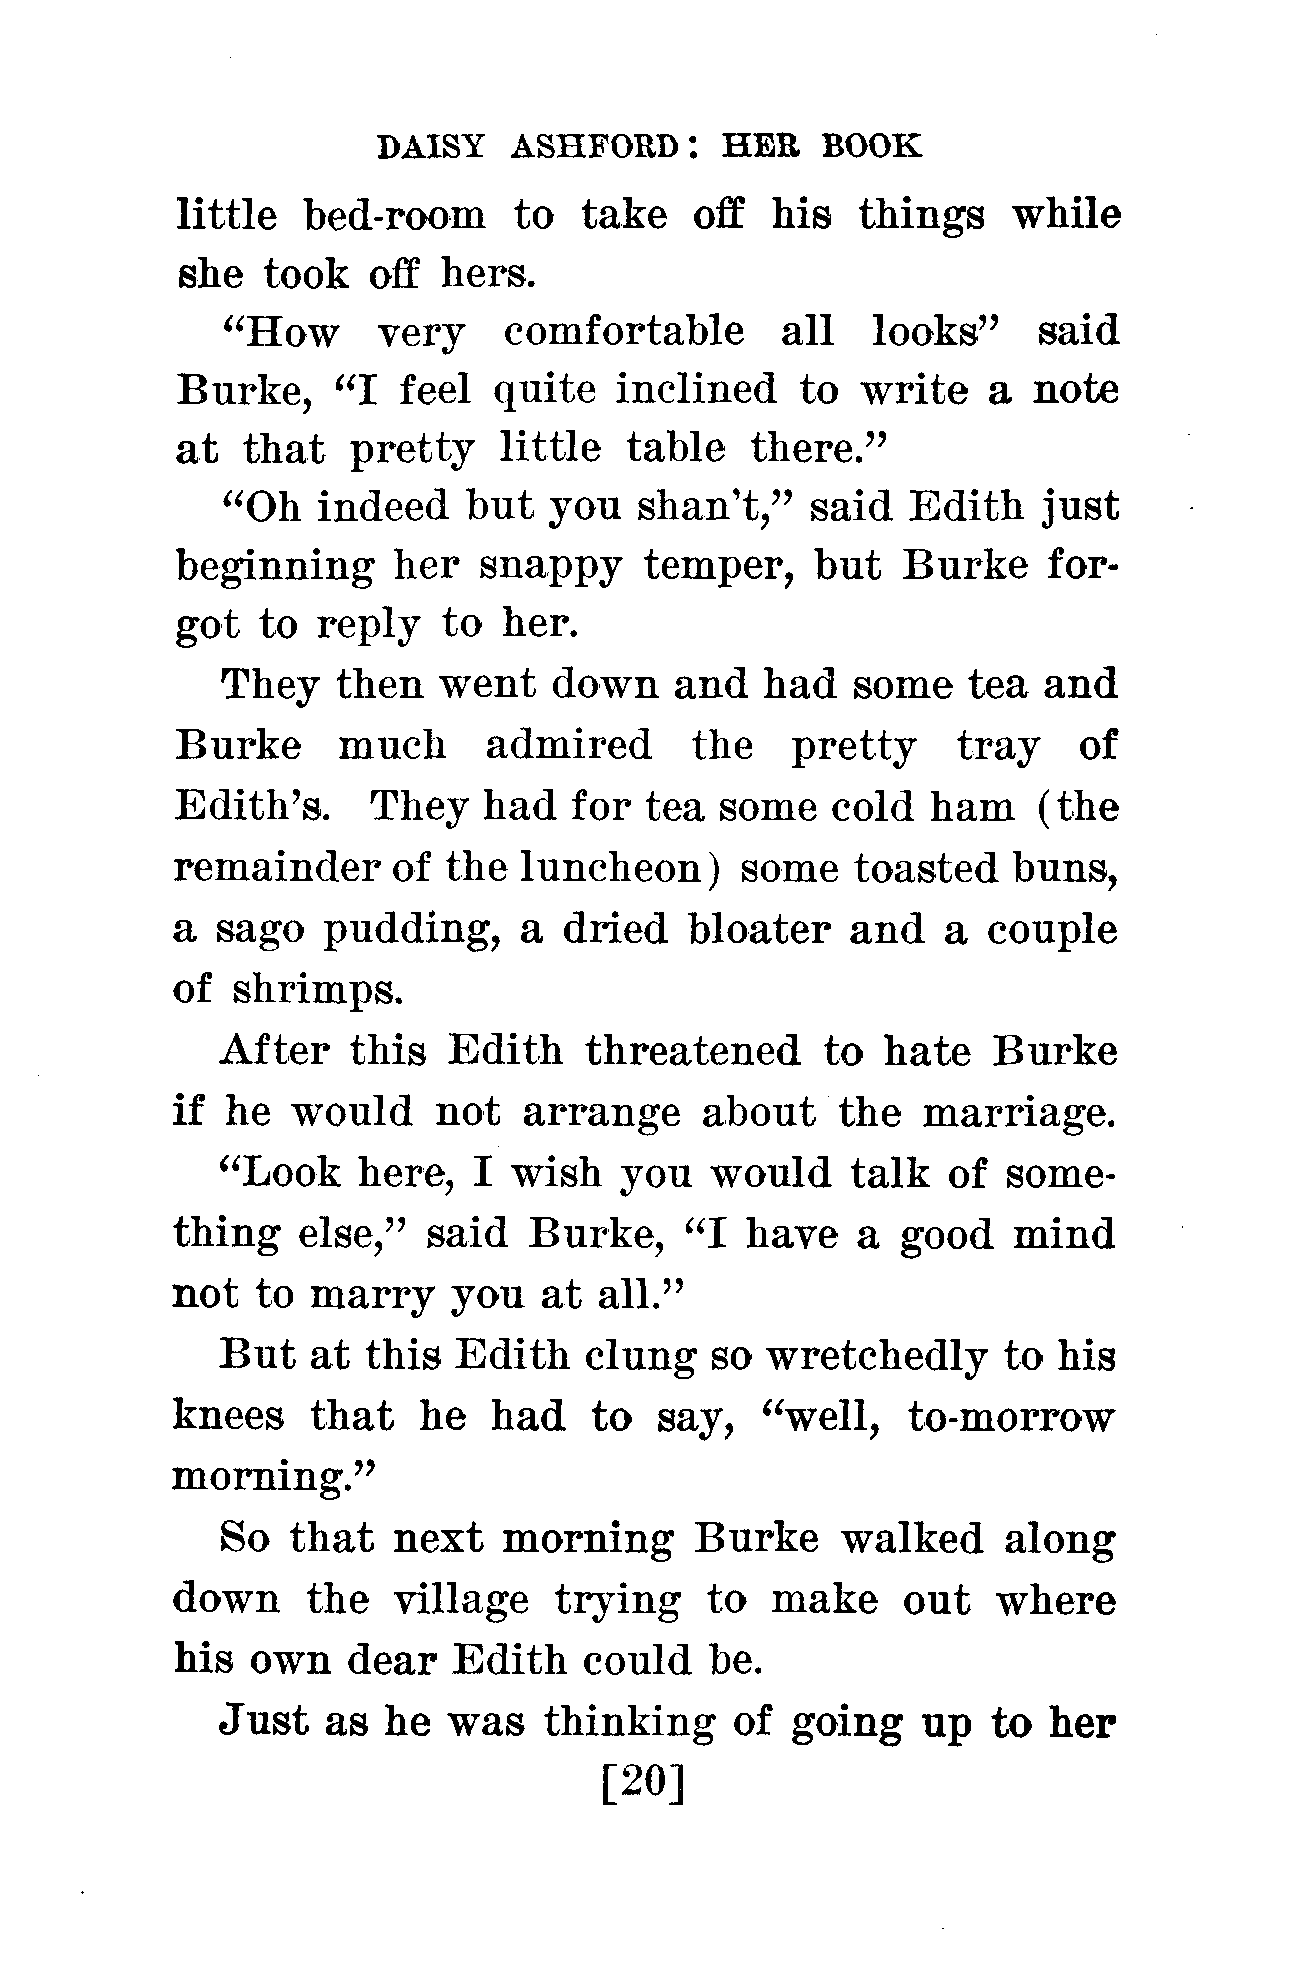 DAISY ASHFORD: HER BOOK
little bed-room to take off his things while
she took off hers.
“How very comfortable all looks” said
Burke, “I feel quite inclined to write a note
at that pretty little table there.”
“Oh indeed but you shan’t,” said Edith just
beginning her snappy temper, but Burke for-
got to reply to her.
They then went down and had some tea and
Burke much admired the pretty tray of
Edith’s. They had for tea some cold ham (the
remainder of the luncheon) some toasted buns,
a sago pudding, a dried bloater and a couple
of shrimps.
After this Edith threatened to hate Burke
if he would not arrange about the marriage.
“Look here, I wish you would talk of some-
thing else,” said Burke, “I have a good mind
not to marry you at all.”
But at this Edith clung so wretchedly to his
knees that he had to say, “well, to-morrow
morning.”
So that next morning Burke walked along
down the village trying to make out where
his own dear Edith could be.
Just as he was thinking of going up to her
[20]